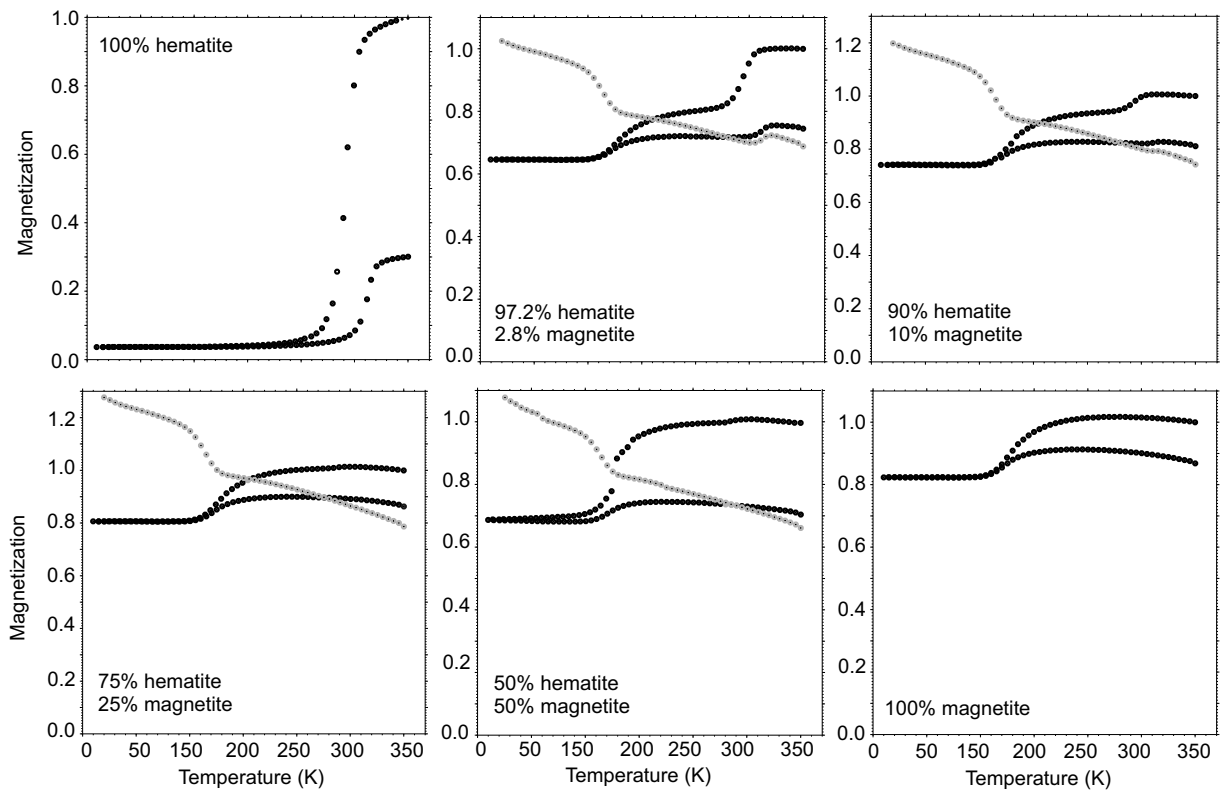 100% hematite
1.0
0.8
0.6
0.4
0.2
0.0
Magnetization
1.0
0.8
0.6
0.4
0.2
0.0
97.2% hematite
2.8% magnetite
1.2
1.0
0.8
0.6
0.4
0.2
0.0
90% hematite
10% magnetite
1.2
1.0
0.8
0.6
0.4
0.2
0.0
Magnetization
75% hematite
25% magnetite
0 50 100 150 200 250 300 350
Temperature (K)
1.0
0.8
0.6
0.4
0.2
0.0
50% hematite
50% magnetite
0 50 100 150 200 250 300 350
Temperature (K)
1.0
0.8
0.6
0.4
0.2
0.0
100% magnetite
0 50 100 150 200 250 300 350
Temperature (K)